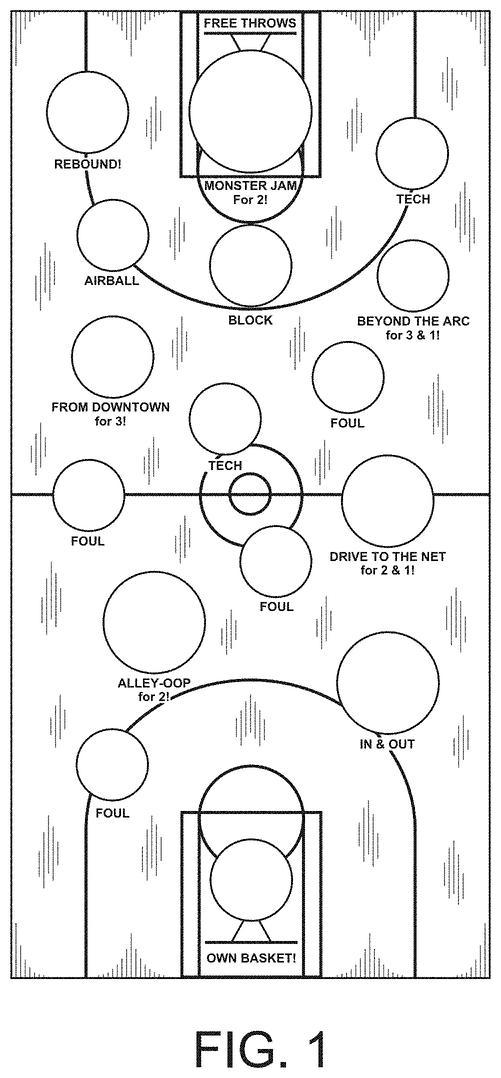 FREE THROWS
REBOUND!
MONSTER JAM
For 2!
TECH
AIRBALL
BLOCK
BEYOND THE ARC
for 3 & 1!
FROM DOWNTOWN
for 3!
FOUL
TECH
FOUL
DRIVE TO THE NET
for 2 & 1!
FOUL
ALLEY-OOP
for 2!
IN & OUT
FOUL
OWN BASKET!
FIG. 1